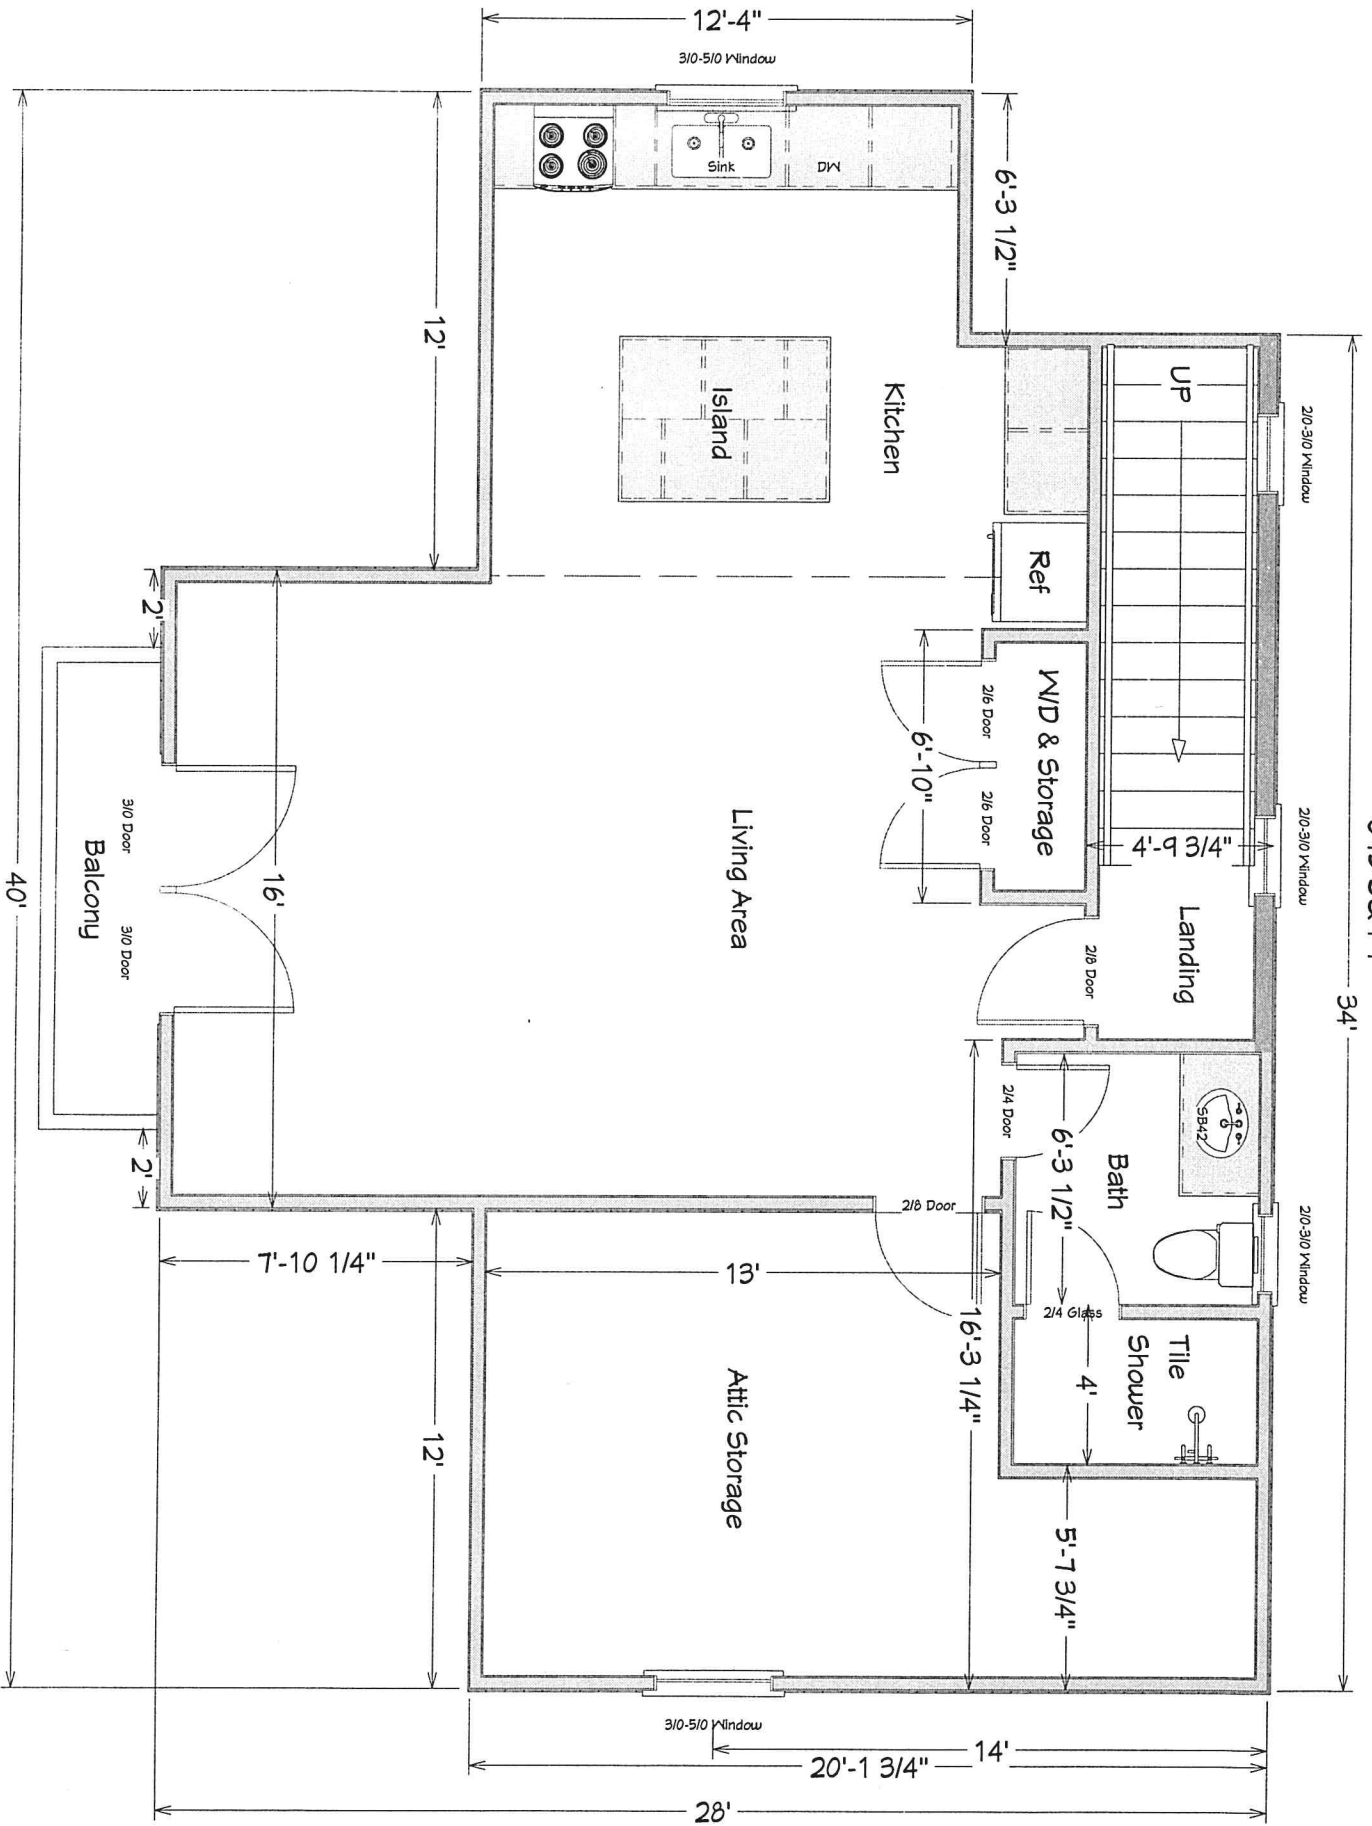 12'-4"
3/0-5/0 Window
Sink
DW
6'-3 1/2"
12'
UP
2/0-3/0 Window
Kitchen
Island
Ref
2'
W/D & Storage
2/6 Door
6'-10"
2/6 Door
4'-9 3/4"
2/0-3/0 Window
Living Area
3/0 Door
Balcony
3/0 Door
16'
40'
Landing
2/8 Door
34'
2/4 Door
SB42
6'-3 1/2"
Bath
2'
2/8 Door
2/0-3/0 Window
7'-10 1/4"
13'
2/4 Glass
16'-3 1/4"
Tile
Shower
4'
Attic Storage
12'
5'-7 3/4"
3/0-5/0 Window
14'
20'-1 3/4"
28'